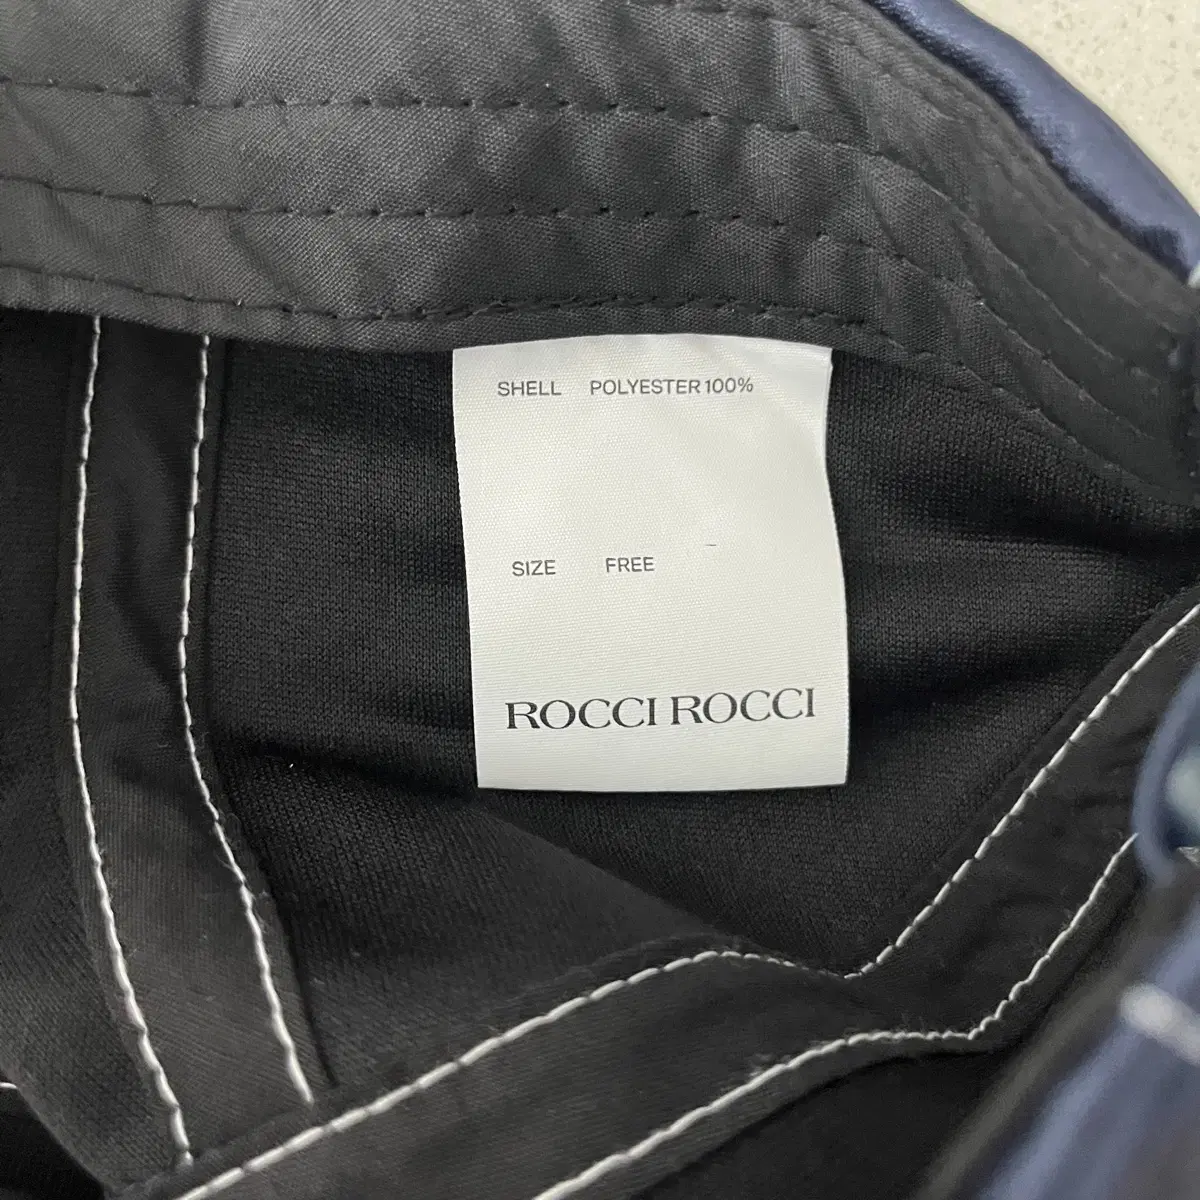 SHELL POLYESTER 100%
SIZE FREE
ROCCI ROCCI